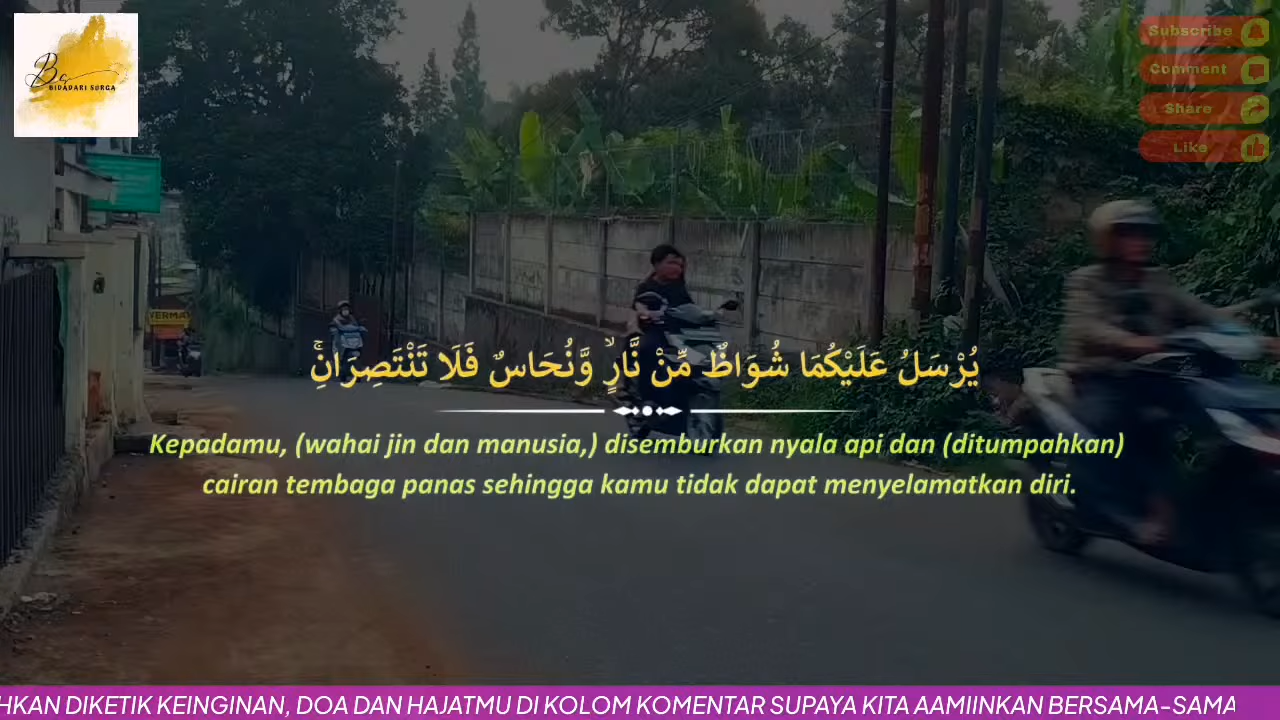 Bs
BIDADARI SURGA
Subscribe
Comment
Share
Like
يُرْسَلُ عَلَيْكُمَا شُوَاظٌ مِّنْ نَّارٍۙ وَّنُحَاسٌ فَلَا تَنْتَصِرَانِۚ
Kepadamu, (wahai jin dan manusia,) disemburkan nyala api dan (ditumpahkan)
cairan tembaga panas sehingga kamu tidak dapat menyelamatkan diri.
HKAN DIKETIK KEINGINAN, DOA DAN HAJATMU DI KOLOM KOMENTAR SUPAYA KITA AAMIINKAN BERSAMA-SAMA